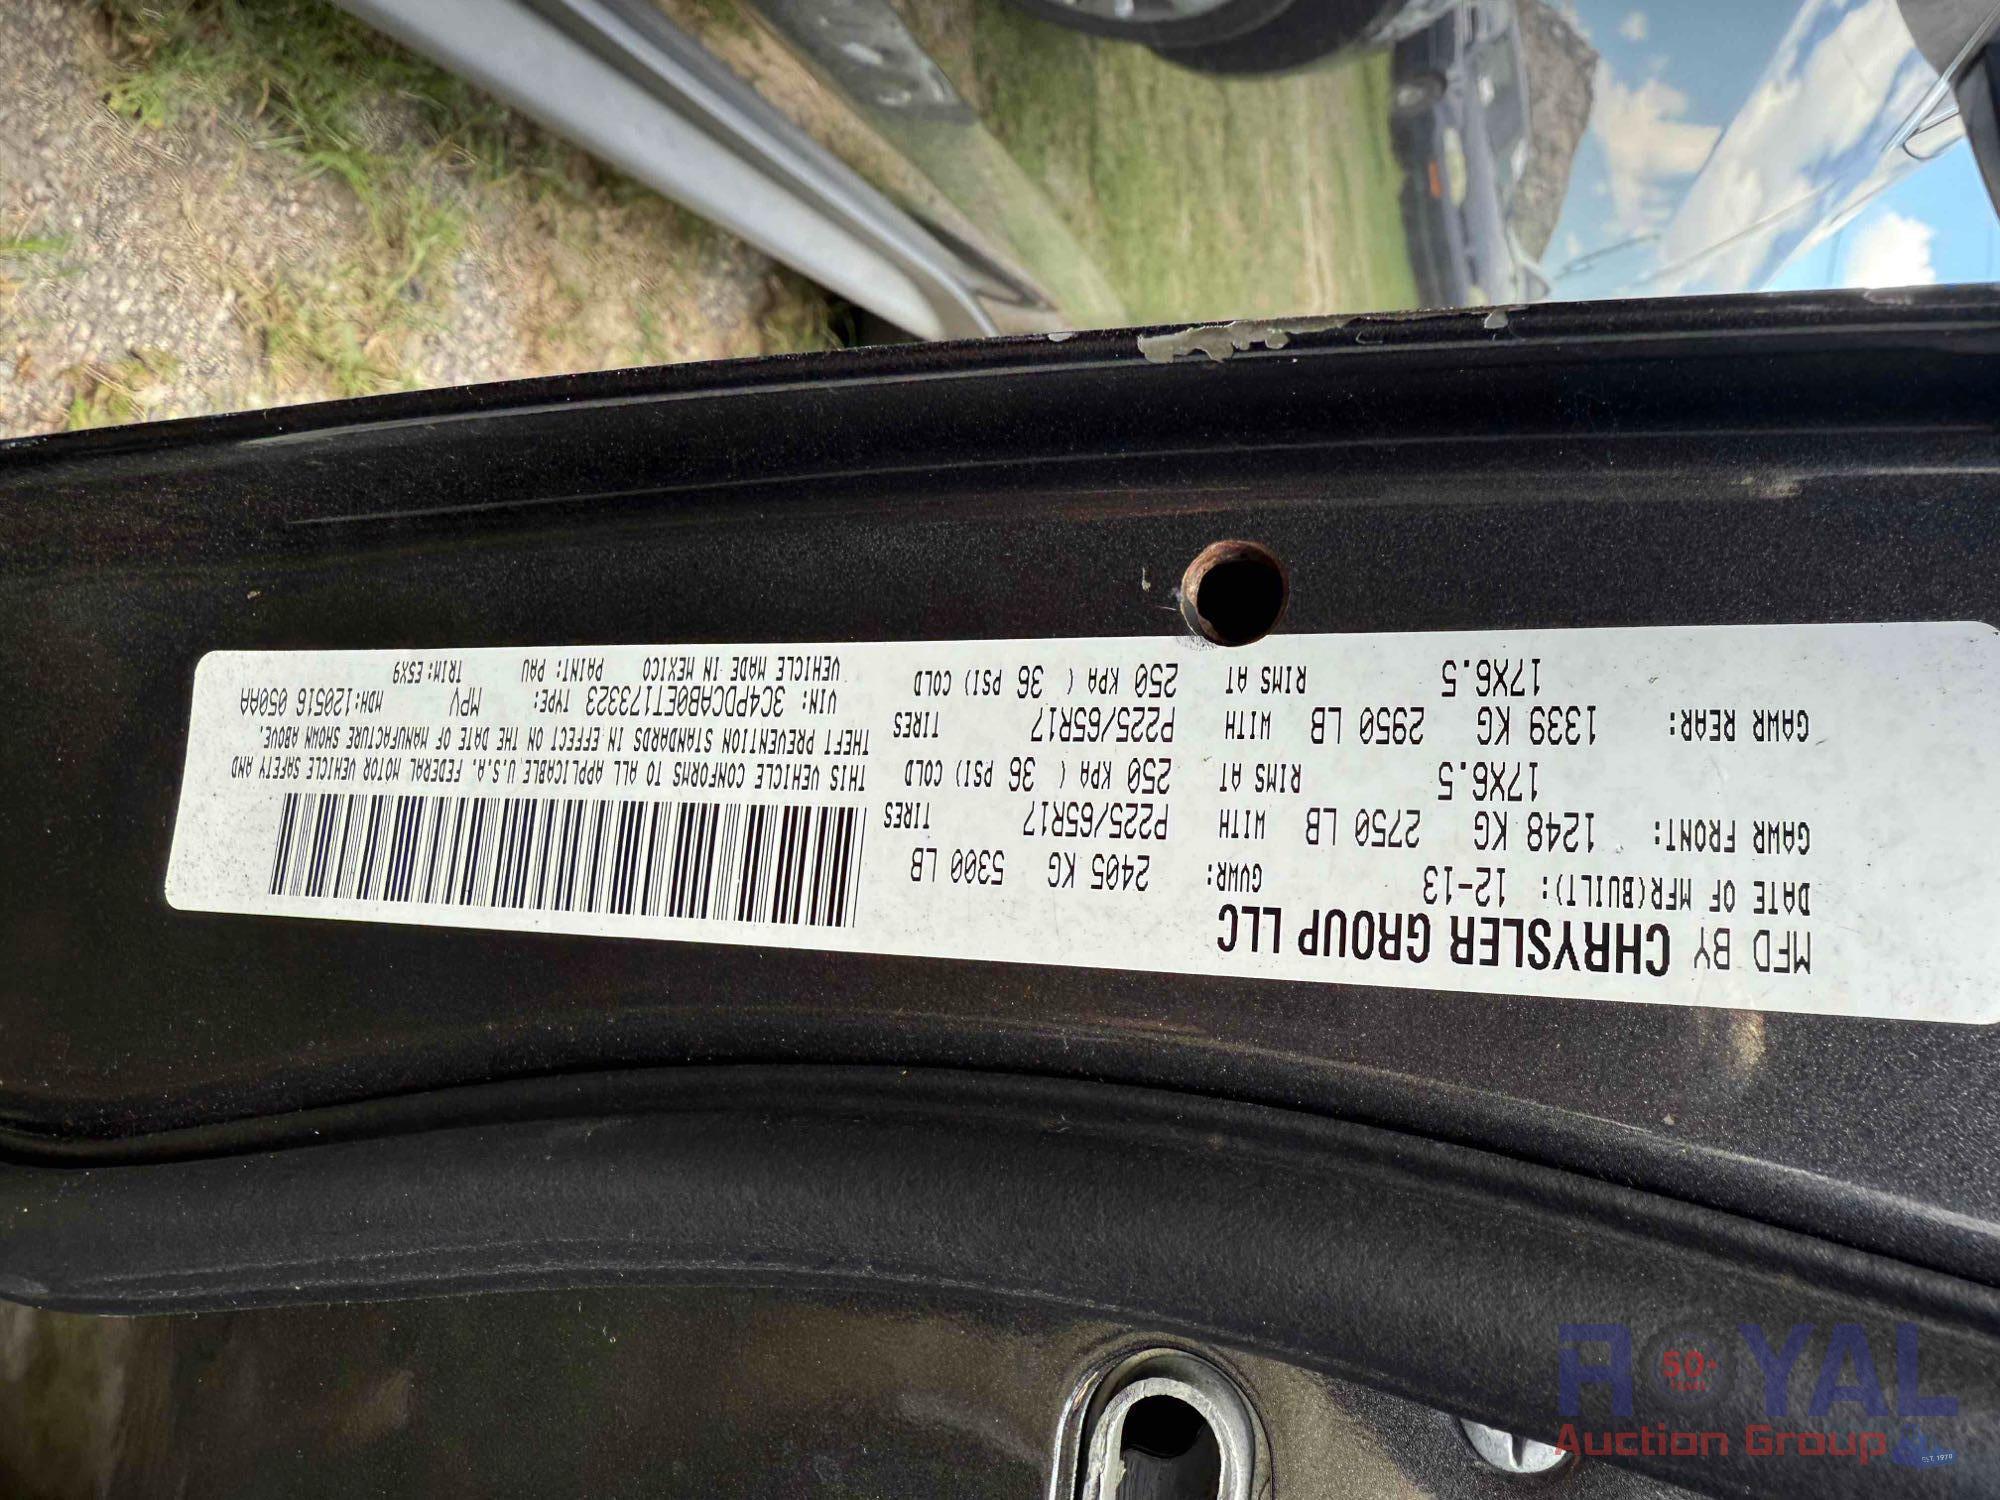 MFD BY CHRYSLER GROUP LLC
DATE OF MFR(BUILT): 12-13 GVWR: 2405 KG 5300 LB
GAWR FRONT: 1248 KG 2750 LB WITH P225/65R17 TIRES
17X6.5 RIMS AT 250 KPA ( 36 PSI) COLD
GAWR REAR: 1339 KG 2950 LB WITH P225/65R17 TIRES
17X6.5 RIMS AT 250 KPA ( 36 PSI) COLD
THIS VEHICLE CONFORMS TO ALL APPLICABLE U.S.A. FEDERAL MOTOR VEHICLE SAFETY AND
THEFT PREVENTION STANDARDS IN EFFECT ON THE DATE OF MANUFACTURE SHOWN ABOVE.
VIN: 3C4PDCAB0ET173323 TYPE: MPV MDH:120516 050AA
VEHICLE MADE IN MEXICO PAINT: PAU TRIM: E5X9
ROYAL
50
Auction Group
EST. 1970